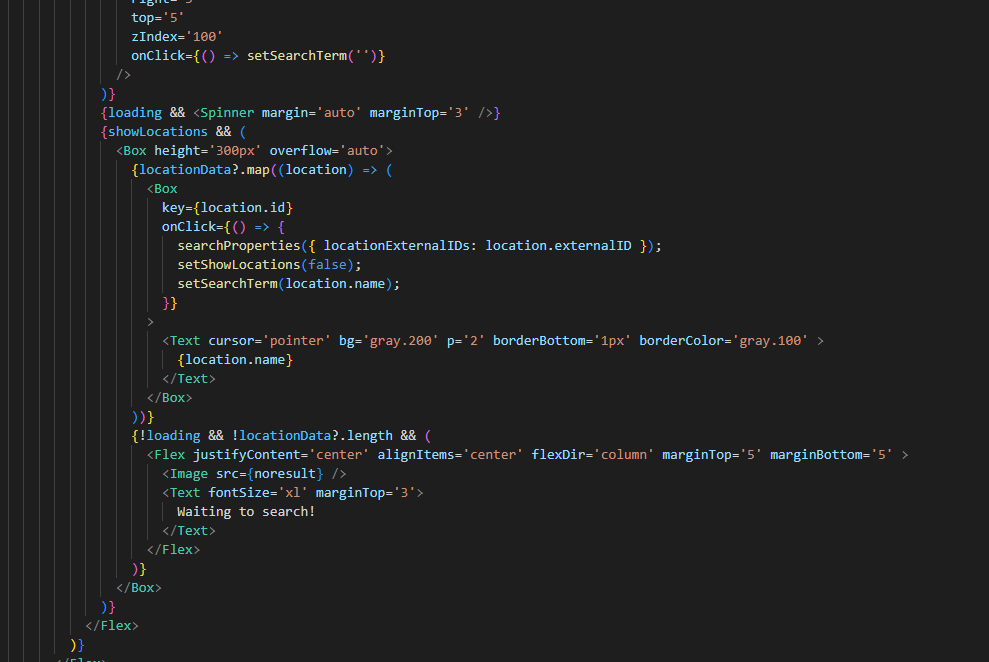 right='5'
top='5'
zIndex='100'
onClick={() => setSearchTerm('')}
/>
)}
{loading && <Spinner margin='auto' marginTop='3' />}
{showLocations && (
<Box height='300px' overflow='auto'>
{locationData?.map((location) => (
<Box
key={location.id}
onClick={() => {
searchProperties({ locationExternalIDs: location.externalID });
setShowLocations(false);
setSearchTerm(location.name);
}}
>
<Text cursor='pointer' bg='gray.200' p='2' borderBottom='1px' borderColor='gray.100' >
{location.name}
</Text>
</Box>
))}
{!loading && !locationData?.length && (
<Flex justifyContent='center' alignItems='center' flexDir='column' marginTop='5' marginBottom='5' >
<Image src={noresult} />
<Text fontSize='xl' marginTop='3'>
Waiting to search!
</Text>
</Flex>
)}
</Box>
)}
</Flex>
)}
</Flex>